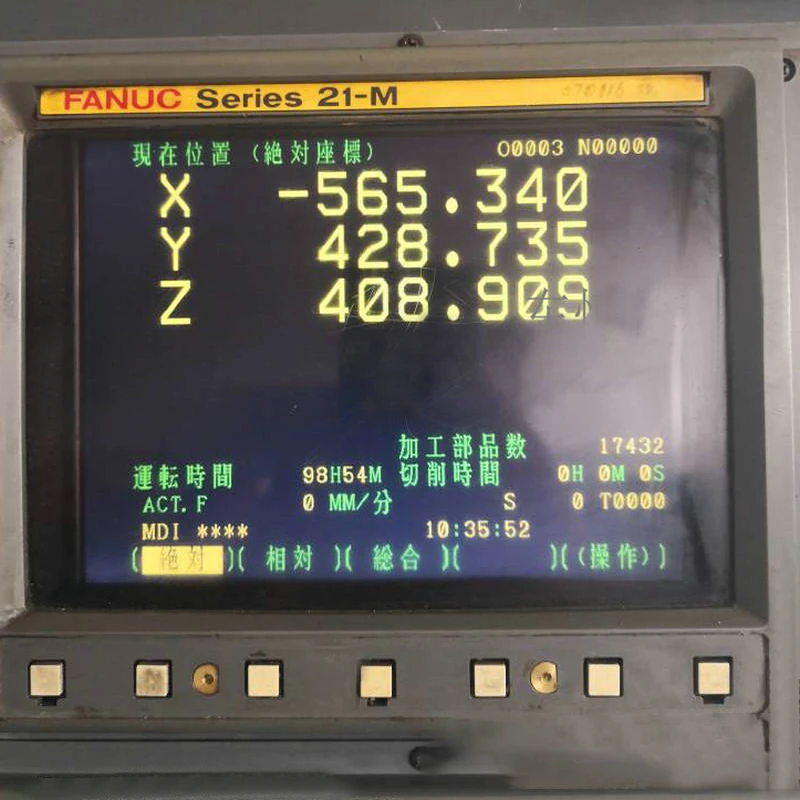 FANUC Series 21-M
現在位置 (絶対座標) O0003 N00000
X -565.340
Y 428.735
Z 408.909
加工部品数 17432
運転時間 98H54M 切削時間 0H 0M 0S
ACT.F 0 MM/分 S 0 T0000
MDI **** 10:35:52
[ 絶対 ][ 相対 ][ 総合 ][ ][(操作)]